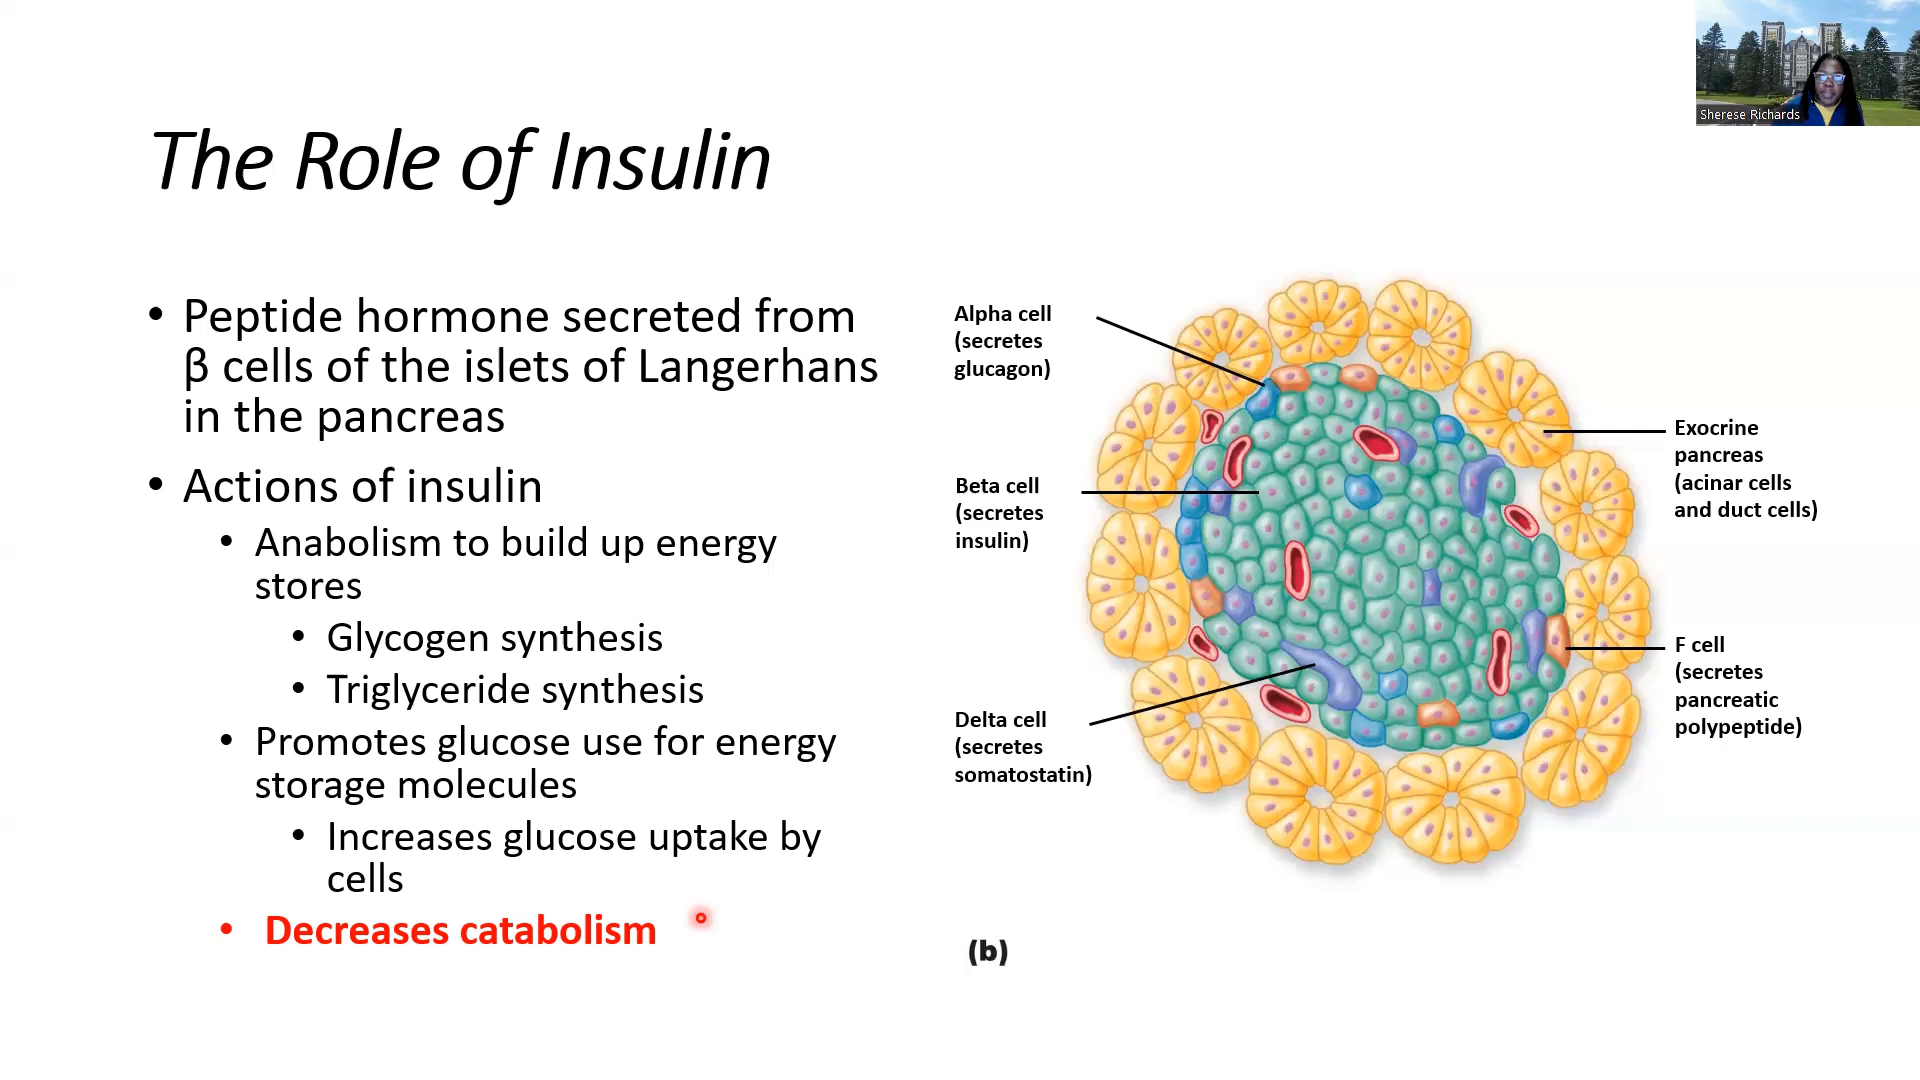 Sherese Richards
The Role of Insulin
• Peptide hormone secreted from
β cells of the islets of Langerhans
in the pancreas
• Actions of insulin
• Anabolism to build up energy
stores
• Glycogen synthesis
• Triglyceride synthesis
• Promotes glucose use for energy
storage molecules
• Increases glucose uptake by
cells
• Decreases catabolism
Alpha cell
(secretes
glucagon)
Beta cell
(secretes
insulin)
Delta cell
(secretes
somatostatin)
Exocrine
pancreas
(acinar cells
and duct cells)
F cell
(secretes
pancreatic
polypeptide)
(b)